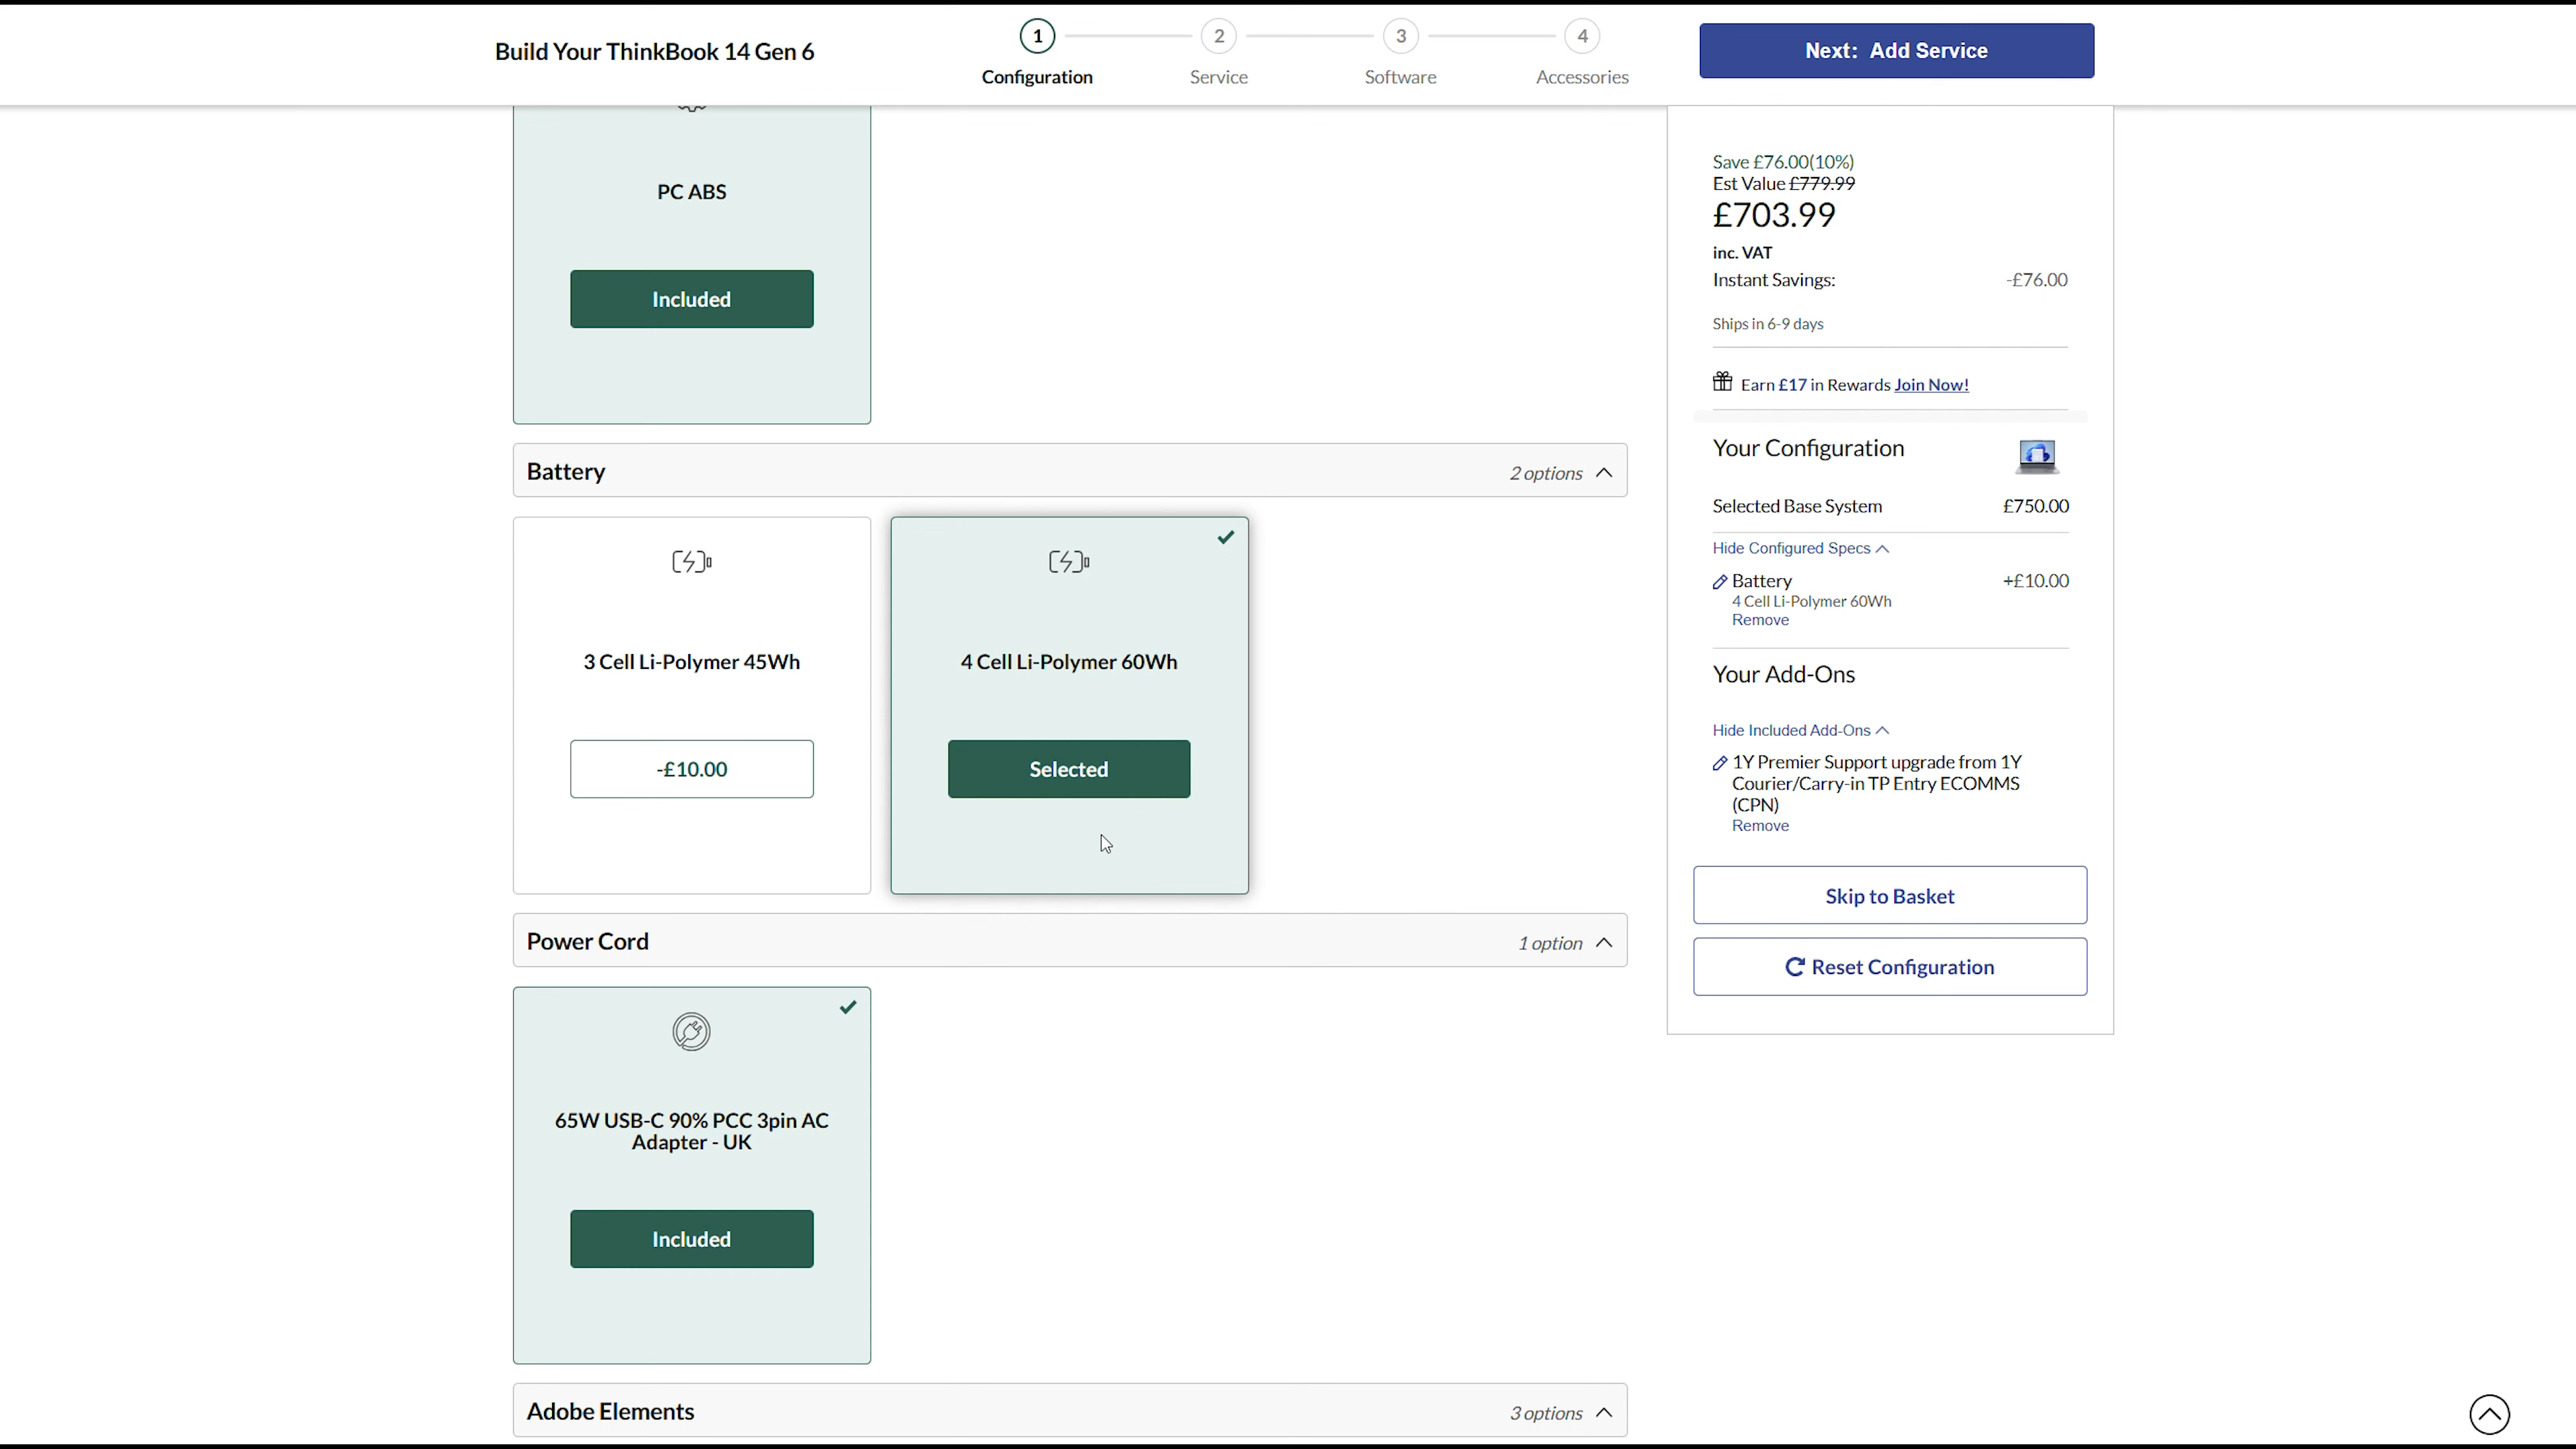 Build Your ThinkBook 14 Gen 6
1
2
3
4
Configuration
Service
Software
Accessories
Next: Add Service
PC ABS
Included
Battery
2 options
3 Cell Li-Polymer 45Wh
-£10.00
4 Cell Li-Polymer 60Wh
Selected
Power Cord
1 option
65W USB-C 90% PCC 3pin AC
Adapter - UK
Included
Adobe Elements
3 options
Save £76.00(10%)
Est Value £779.99
£703.99
inc. VAT
Instant Savings: -£76.00
Ships in 6-9 days
Earn £17 in Rewards Join Now!
Your Configuration
Selected Base System £750.00
Hide Configured Specs
Battery +£10.00
4 Cell Li-Polymer 60Wh
Remove
Your Add-Ons
Hide Included Add-Ons
1Y Premier Support upgrade from 1Y
Courier/Carry-in TP Entry ECOMMS
(CPN)
Remove
Skip to Basket
Reset Configuration